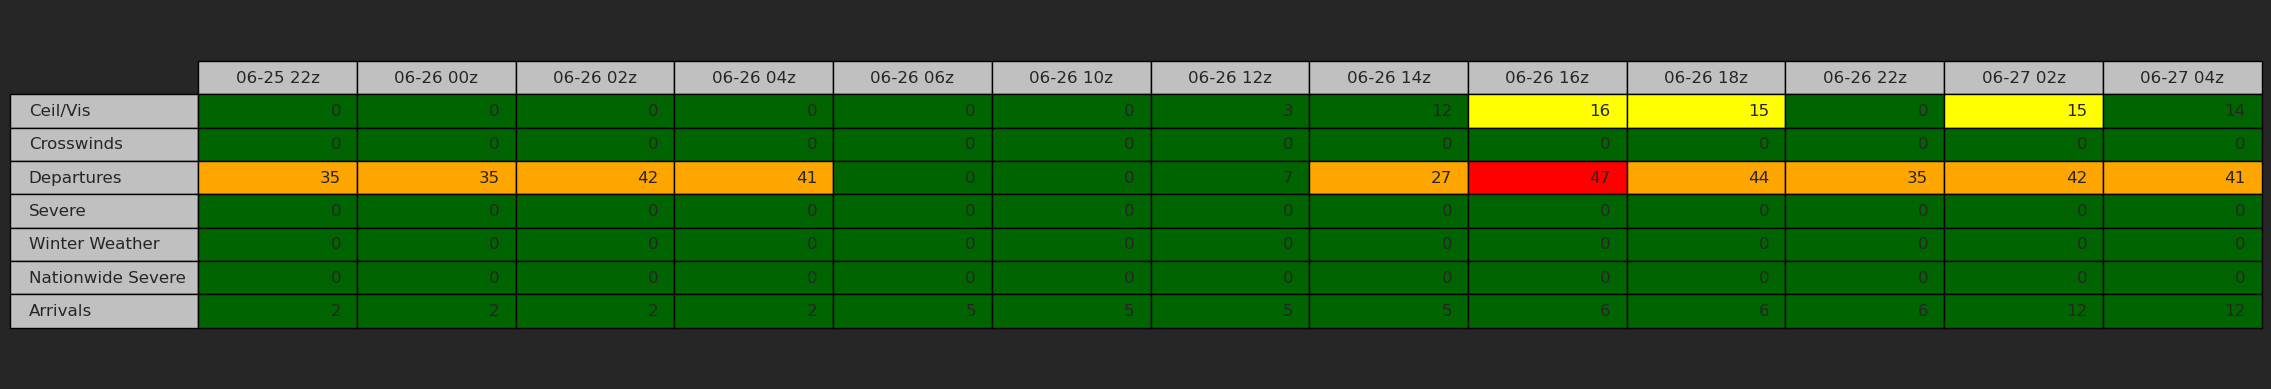 06-25 22z 06-26 00z 06-26 02z 06-26 04z 06-26 06z 06-26 10z 06-26 12z 06-26 14z 06-26 16z 06-26 18z 06-26 22z 06-27 02z 06-27 04z
Ceil/Vis 0 0 0 0 0 0 3 12 16 15 0 15 14
Crosswinds 0 0 0 0 0 0 0 0 0 0 0 0 0
Departures 35 35 42 41 0 0 7 27 47 44 35 42 41
Severe 0 0 0 0 0 0 0 0 0 0 0 0 0
Winter Weather 0 0 0 0 0 0 0 0 0 0 0 0 0
Nationwide Severe 0 0 0 0 0 0 0 0 0 0 0 0 0
Arrivals 2 2 2 2 5 5 5 5 6 6 6 12 12